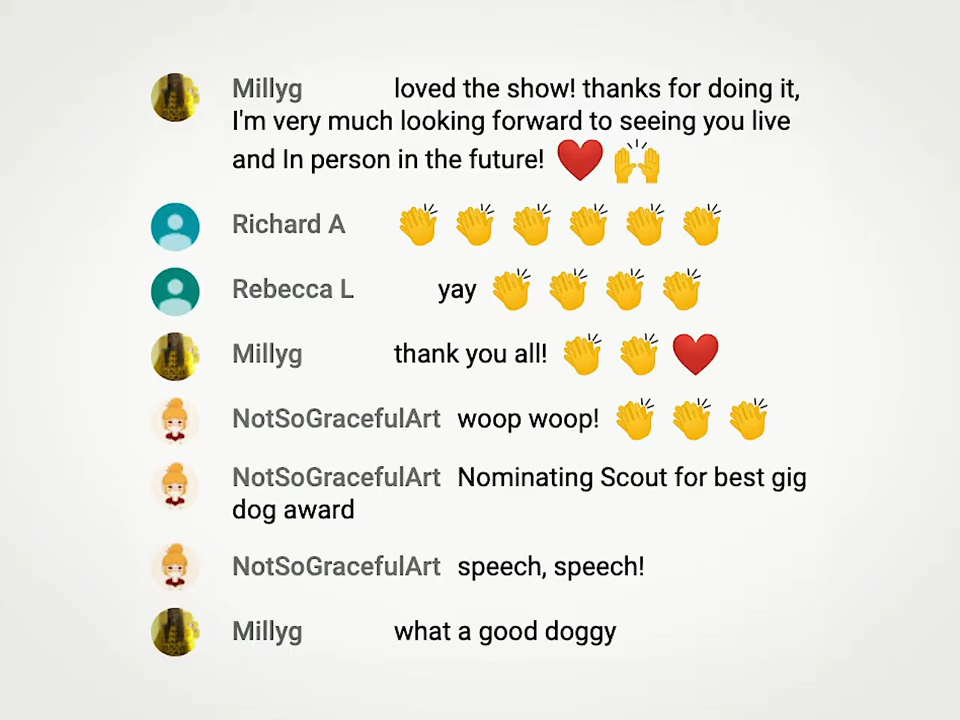 Millyg loved the show! thanks for doing it,
I'm very much looking forward to seeing you live
and In person in the future! ❤️ 🙌
Richard A 👏 👏 👏 👏 👏 👏
Rebecca L yay 👏 👏 👏 👏
Millyg thank you all! 👏 👏 ❤️
NotSoGracefulArt woop woop! 👏 👏 👏
NotSoGracefulArt Nominating Scout for best gig
dog award
NotSoGracefulArt speech, speech!
Millyg what a good doggy